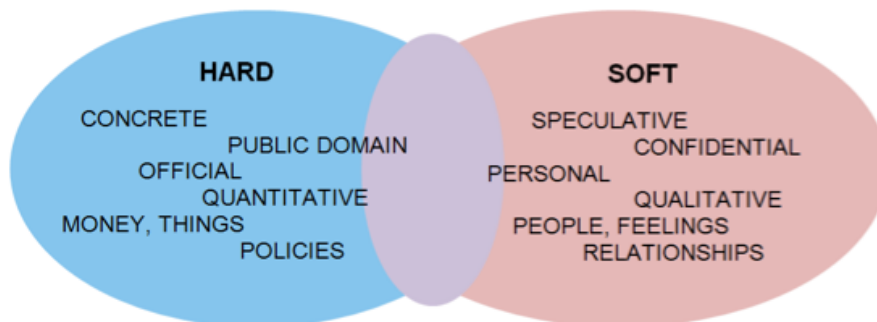 HARD
CONCRETE
PUBLIC DOMAIN
OFFICIAL
QUANTITATIVE
MONEY, THINGS
POLICIES
SOFT
SPECULATIVE
CONFIDENTIAL
PERSONAL
QUALITATIVE
PEOPLE, FEELINGS
RELATIONSHIPS